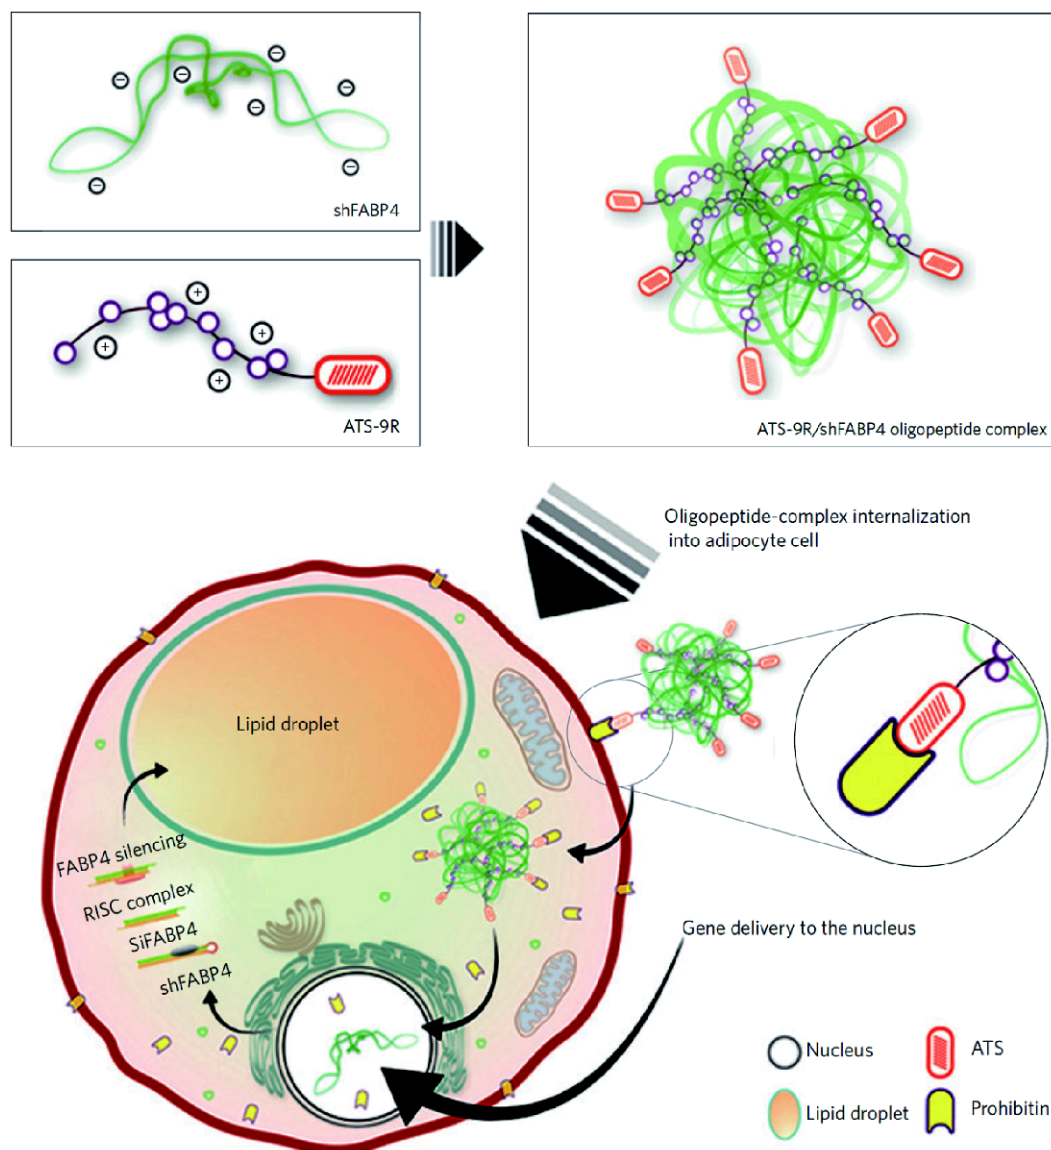 shFABP4
ATS-9R
ATS-9R/shFABP4 oligopeptide complex
Oligopeptide-complex internalization
into adipocyte cell
Lipid droplet
FABP4 silencing
RISC complex
SiFABP4
shFABP4
Gene delivery to the nucleus
Nucleus
ATS
Lipid droplet
Prohibitin